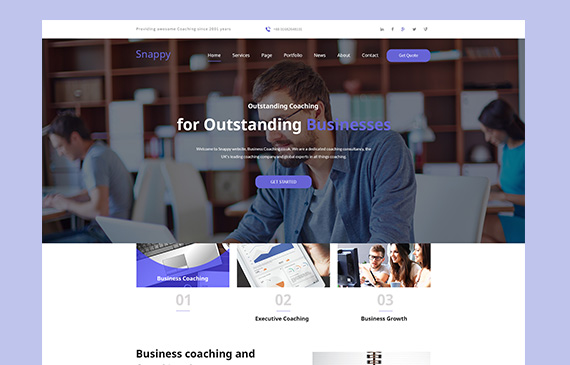 Providing awesome Coaching since 20+ years
Snappy
Home Services Page Portfolio News About Contact Get Quote
Outstanding Coaching
for Outstanding Businesses
Welcome to Snappy website, Business Coaching.co.uk. We are a dedicated coaching consultancy, the
UK's leading coaching company and global experts in all things coaching.
GET STARTED
Business Coaching
01
02
03
Executive Coaching
Business Growth
Business coaching and